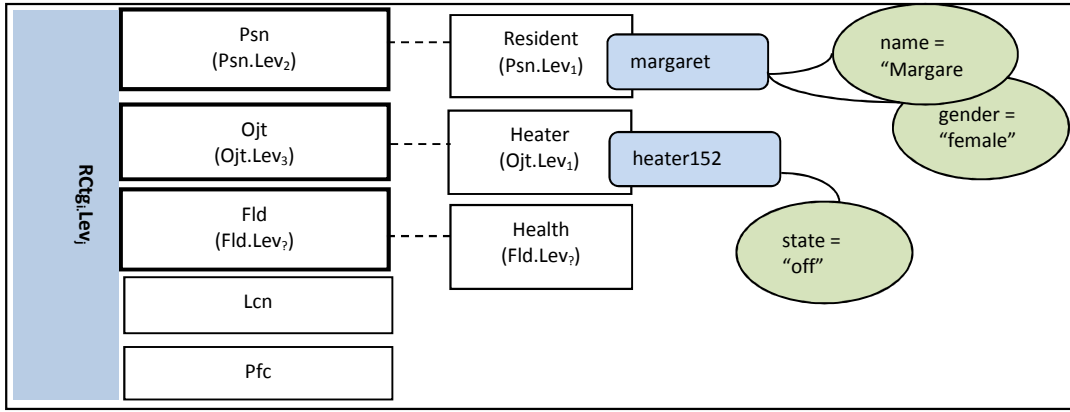 RCtgᵢ.Levⱼ
Psn
(Psn.Lev₂)
Resident
(Psn.Lev₁)
margaret
name =
“Margare
gender =
“female”
Ojt
(Ojt.Lev₃)
Heater
(Ojt.Lev₁)
heater152
state =
“off”
Fld
(Fld.Lev?)
Health
(Fld.Lev?)
Lcn
Pfc